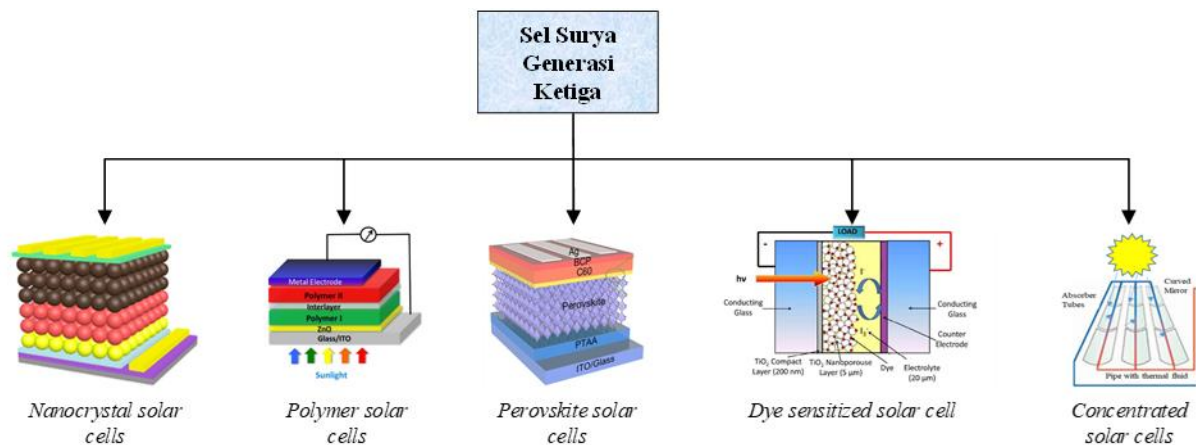 Sel Surya
Generasi
Ketiga
Metal Electrode
Polymer II
Interlayer
Polymer I
ZnO
Glass/ITO
Sunlight
Nanocrystal solar
cells
Polymer solar
cells
Ag
BCP
C60
Perovskite
PTAA
ITO/Glass
Perovskite solar
cells
LOAD
-
+
hν
I⁻
I₃⁻
Conducting
Glass
Conducting
Glass
Counter
Electrode
TiO₂ Compact
Layer (200 nm)
TiO₂ Nanoporouse
Layer (5 μm)
Dye
Electrolyte
(20 μm)
Dye sensitized solar cell
Absorber
Tubes
Curved
Mirror
Pipe with thermal fluid
Concentrated
solar cells